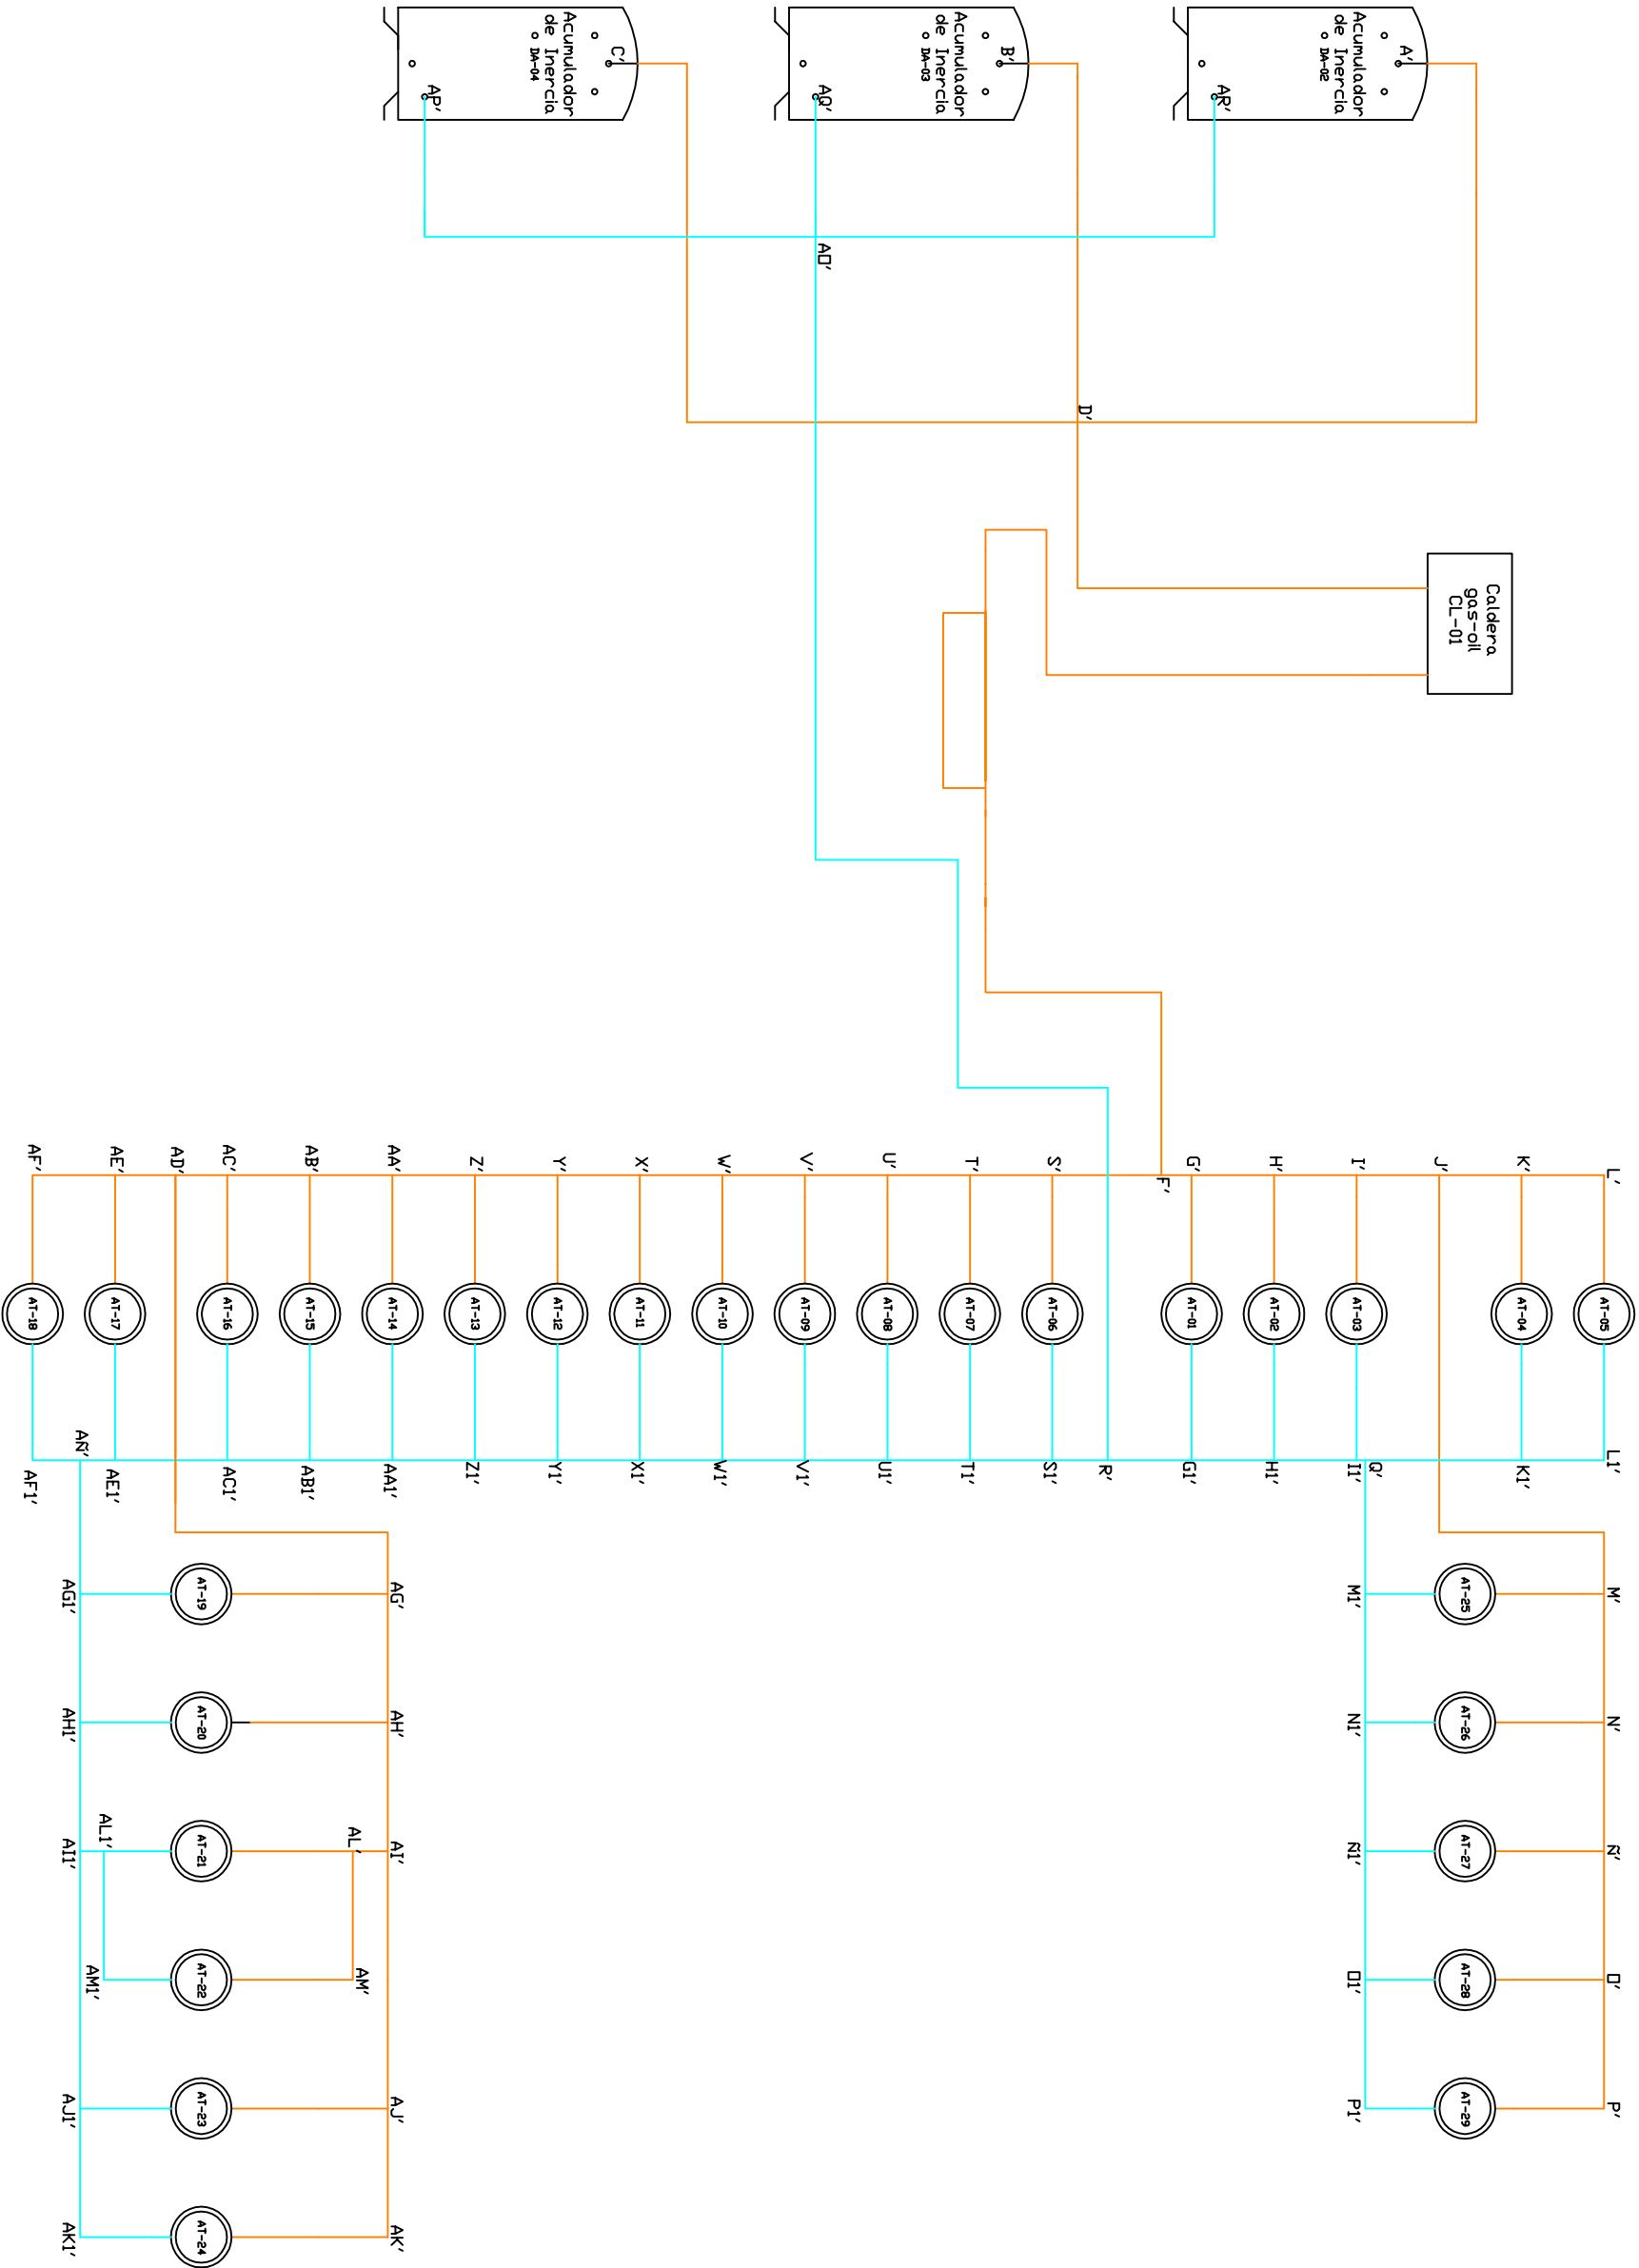 Acumulador
de Inercia
DA-04
C'
AP'
Acumulador
de Inercia
DA-03
B'
AQ'
Acumulador
de Inercia
DA-02
A'
AR'
AO'
D'
Caldera
gas-oil
CL-01
AF'
AE'
AD'
AC'
AB'
AA'
Z'
Y'
X'
W'
V'
U'
T'
S'
F'
G'
H'
I'
J'
K'
L'
AT-18
AT-17
AT-16
AT-15
AT-14
AT-13
AT-12
AT-11
AT-10
AT-09
AT-08
AT-07
AT-06
AT-01
AT-02
AT-03
AT-04
AT-05
AF1'
AÑ'
AE1'
AC1'
AB1'
AA1'
Z1'
Y1'
X1'
W1'
V1'
U1'
T1'
S1'
R'
G1'
H1'
I1'
Q'
K1'
L1'
AG1'
AT-19
AG'
M1'
AT-25
M'
AH1'
AT-20
AH'
N1'
AT-26
N'
AI1'
AL1'
AT-21
AL'
AI'
Ñ1'
AT-27
Ñ'
AM1'
AT-22
AM'
O1'
AT-28
O'
AJ1'
AT-23
AJ'
P1'
AT-29
P'
AK1'
AT-24
AK'